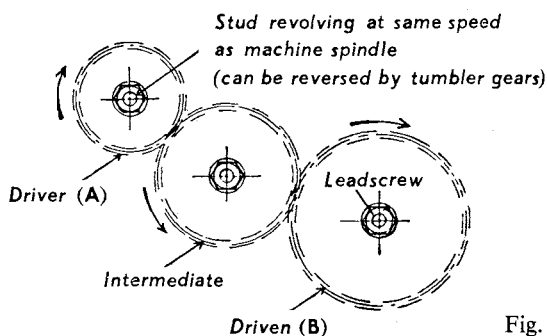 Stud revolving at same speed
as machine spindle
(can be reversed by tumbler gears)
Driver (A)
Leadscrew
Intermediate
Driven (B)
Fig.